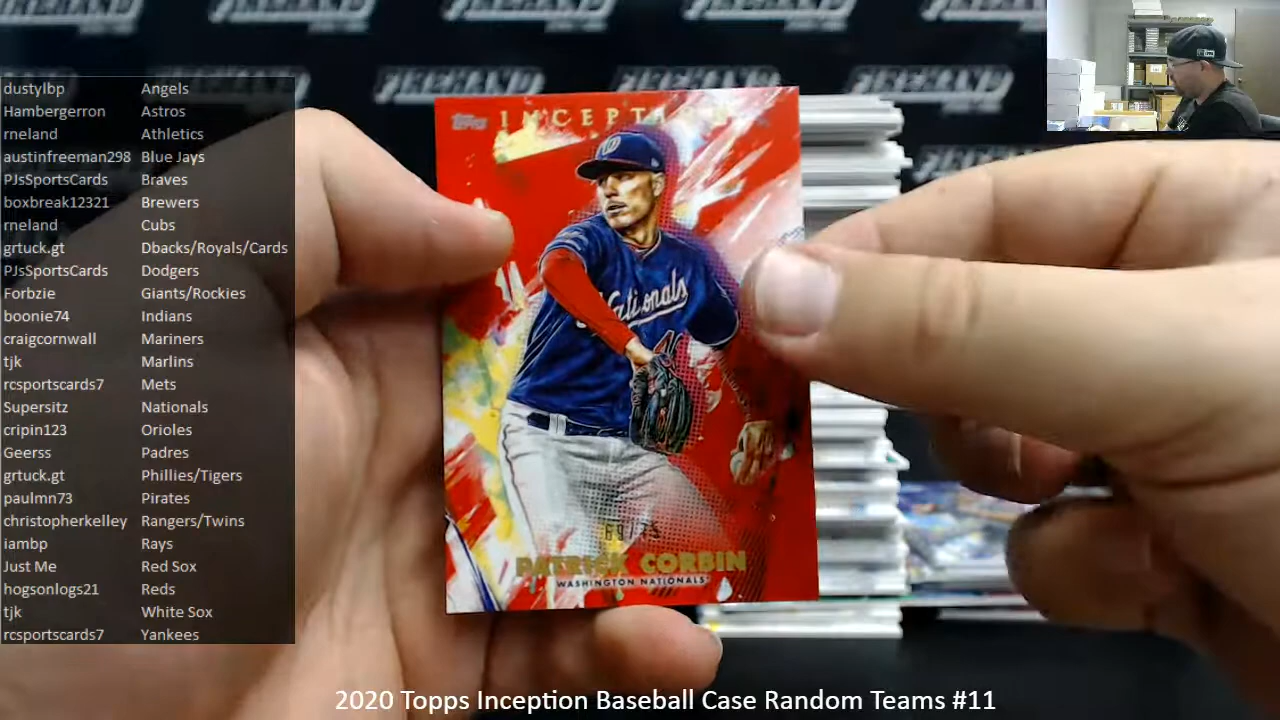 dustylbp Angels
Hambergerron Astros
rneland Athletics
austinfreeman298 Blue Jays
PJsSportsCards Braves
boxbreak12321 Brewers
rneland Cubs
grtuck.gt Dbacks/Royals/Cards
PJsSportsCards Dodgers
Forbzie Giants/Rockies
boonie74 Indians
craigcornwall Mariners
tjk Marlins
rcsportscards7 Mets
Supersitz Nationals
cripin123 Orioles
Geerss Padres
grtuck.gt Phillies/Tigers
paulmn73 Pirates
christopherkelley Rangers/Twins
iambp Rays
Just Me Red Sox
hogsonlogs21 Reds
tjk White Sox
rcsportscards7 Yankees
Topps INCEPTION
Nationals
PATRICK CORBIN
WASHINGTON NATIONALS
2020 Topps Inception Baseball Case Random Teams #11